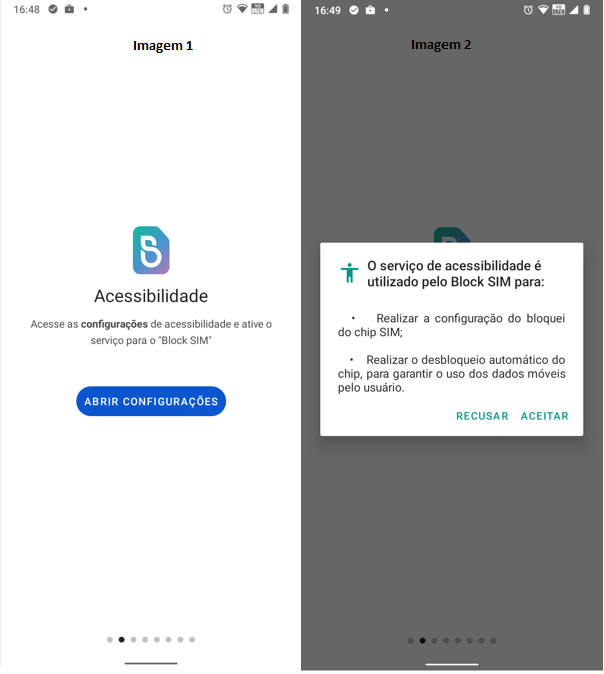 16:48
Imagem 1
Acessibilidade
Acesse as configurações de acessibilidade e ative o
serviço para o "Block SIM"
ABRIR CONFIGURAÇÕES
16:49
Imagem 2
O serviço de acessibilidade é
utilizado pelo Block SIM para:
• Realizar a configuração do bloquei
do chip SIM;
• Realizar o desbloqueio automático do
chip, para garantir o uso dos dados móveis
pelo usuário.
RECUSAR ACEITAR